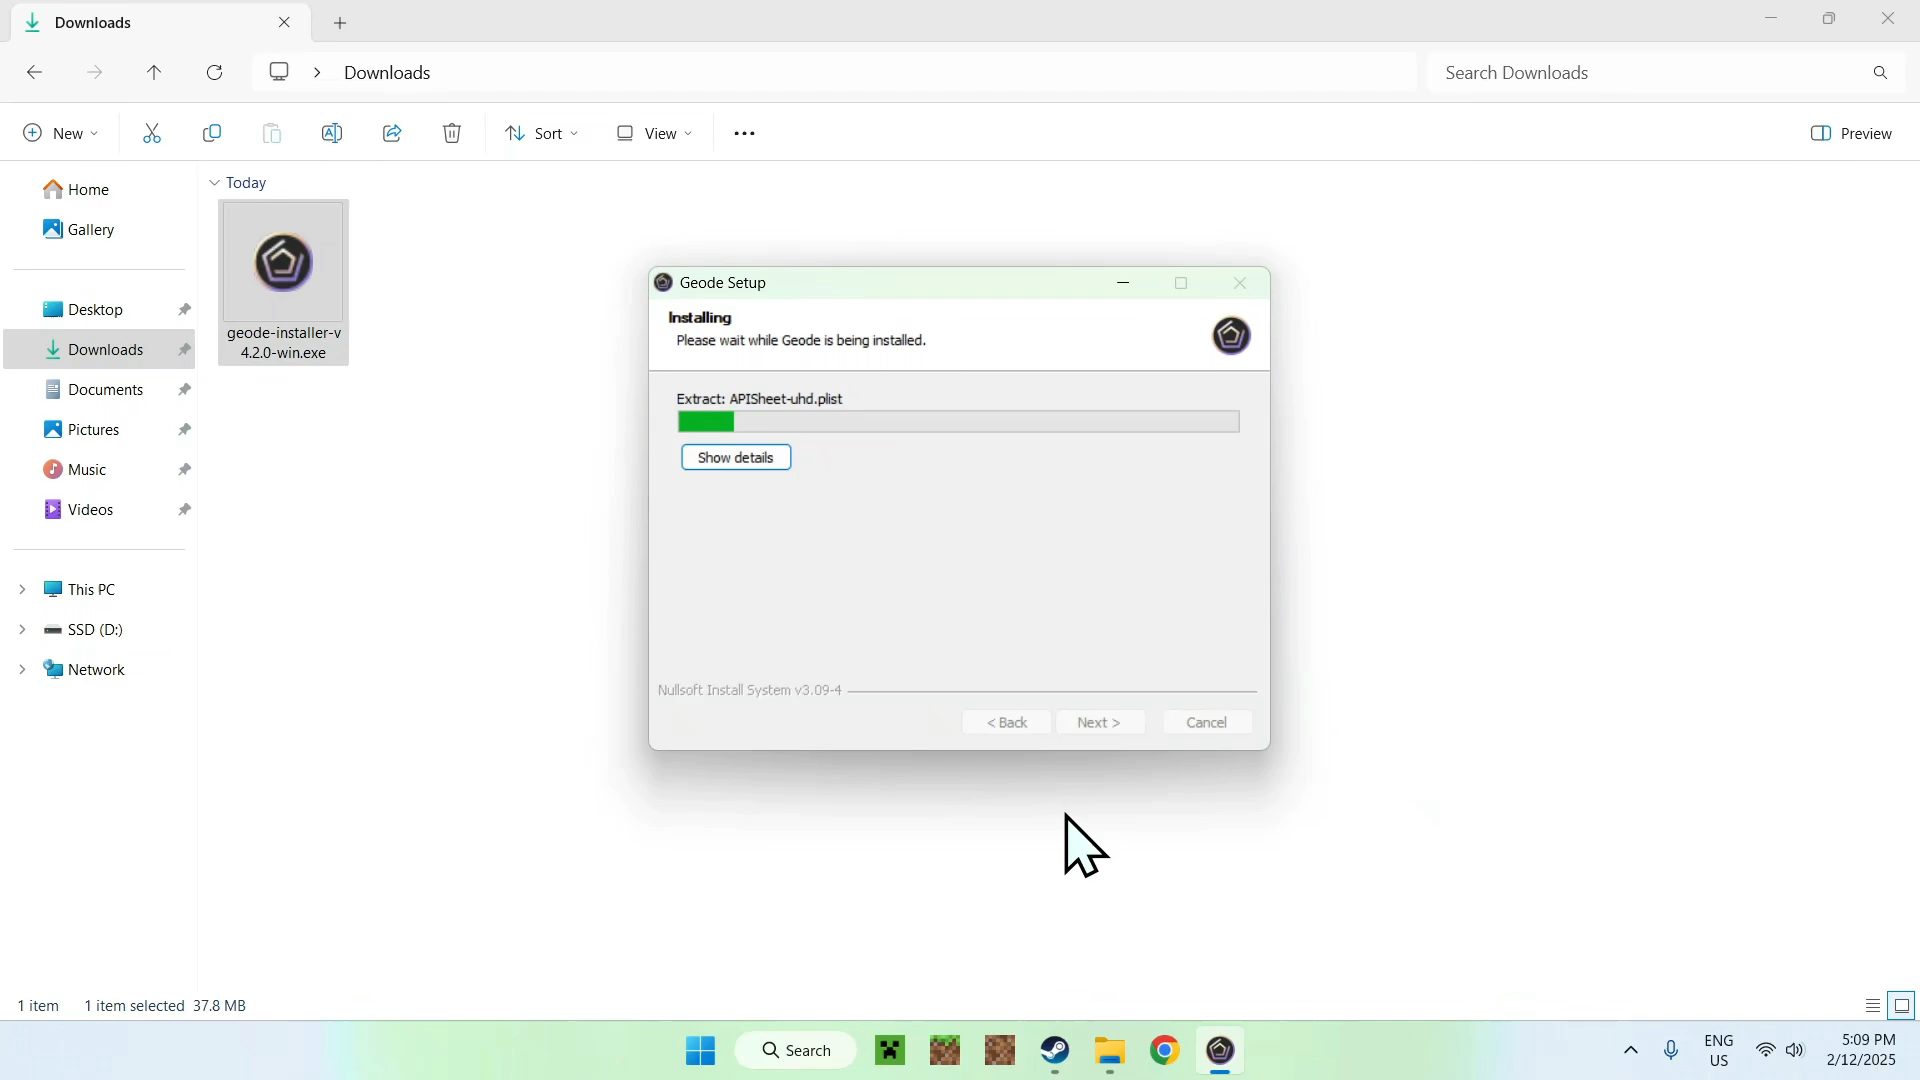 Downloads
Downloads
Search Downloads
New
Sort
View
Preview
Home
Gallery
Desktop
Downloads
Documents
Pictures
Music
Videos
This PC
SSD (D:)
Network
Today
geode-installer-v
4.2.0-win.exe
Geode Setup
Installing
Please wait while Geode is being installed.
Extract: APISheet-uhd.plist
Show details
Nullsoft Install System v3.09-4
< Back
Next >
Cancel
1 item 1 item selected 37.8 MB
Search
ENG
US
5:09 PM
2/12/2025